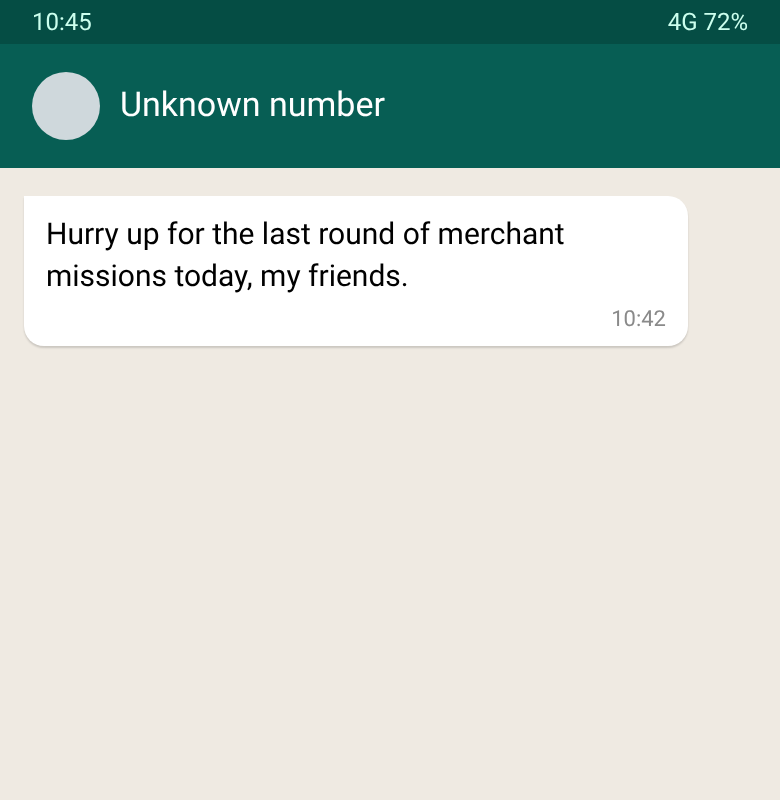 10:45
4G 72%
Unknown number
Hurry up for the last round of merchant
missions today, my friends.
10:42